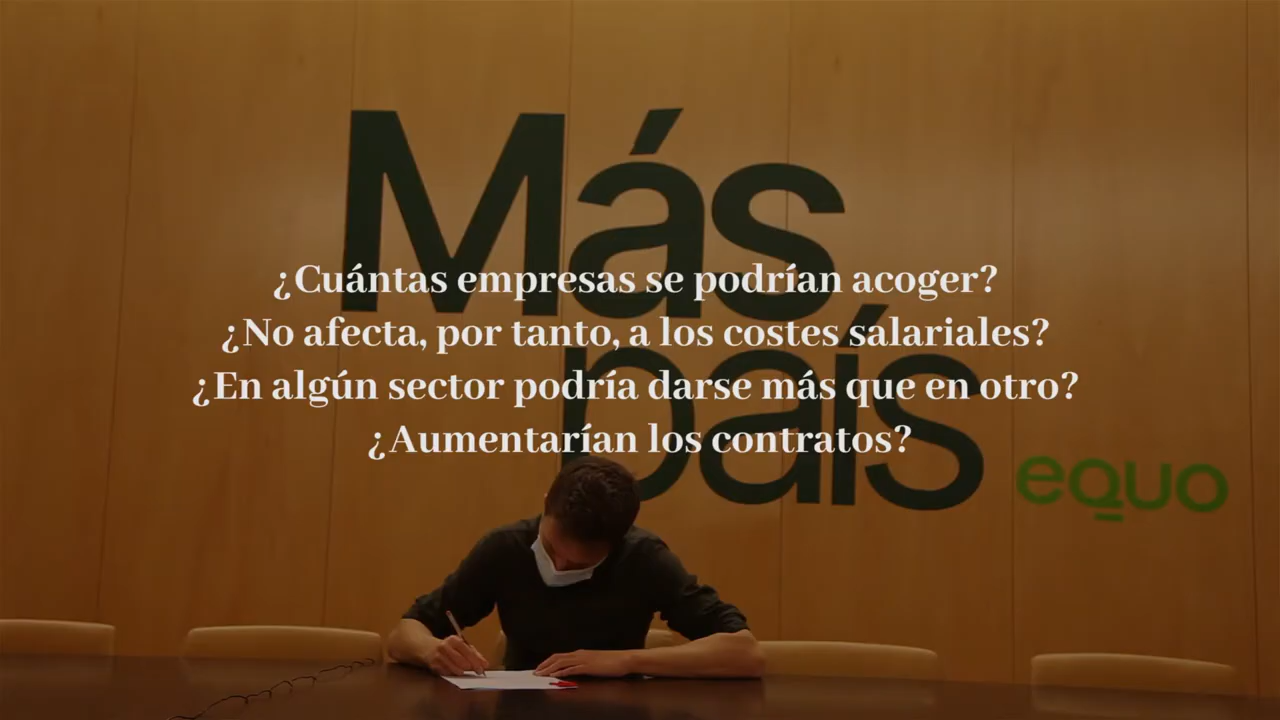 Más
país
equo
¿Cuántas empresas se podrían acoger?
¿No afecta, por tanto, a los costes salariales?
¿En algún sector podría darse más que en otro?
¿Aumentarían los contratos?